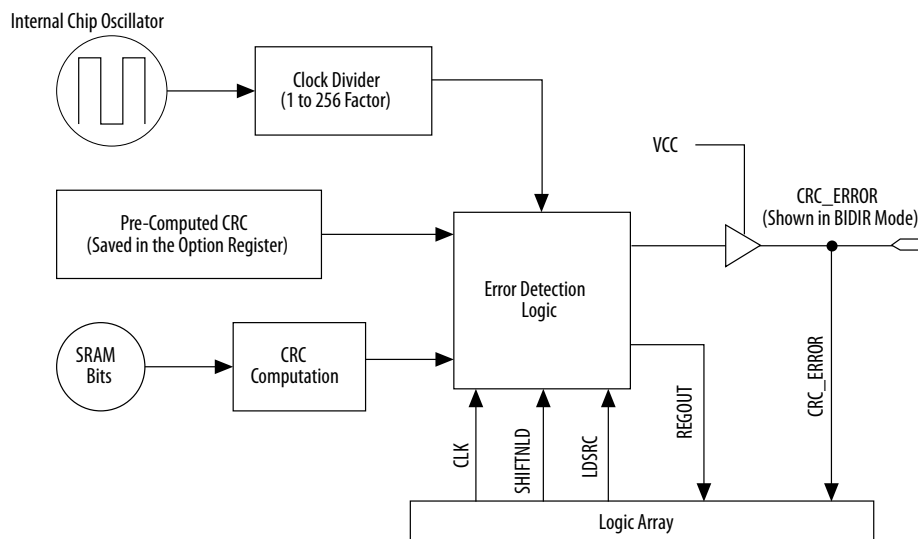 Internal Chip Oscillator
Clock Divider
(1 to 256 Factor)
VCC
CRC_ERROR
(Shown in BIDIR Mode)
Pre-Computed CRC
(Saved in the Option Register)
Error Detection
Logic
SRAM
Bits
CRC
Computation
CLK
SHIFTNLD
LDSRC
REGOUT
CRC_ERROR
Logic Array